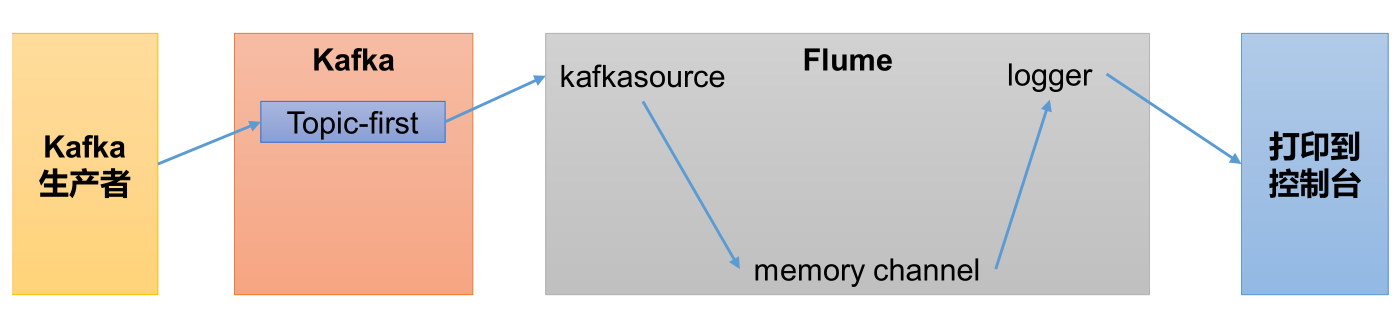 Kafka
生产者
Kafka
Topic-first
Flume
kafkasource
logger
memory channel
打印到
控制台